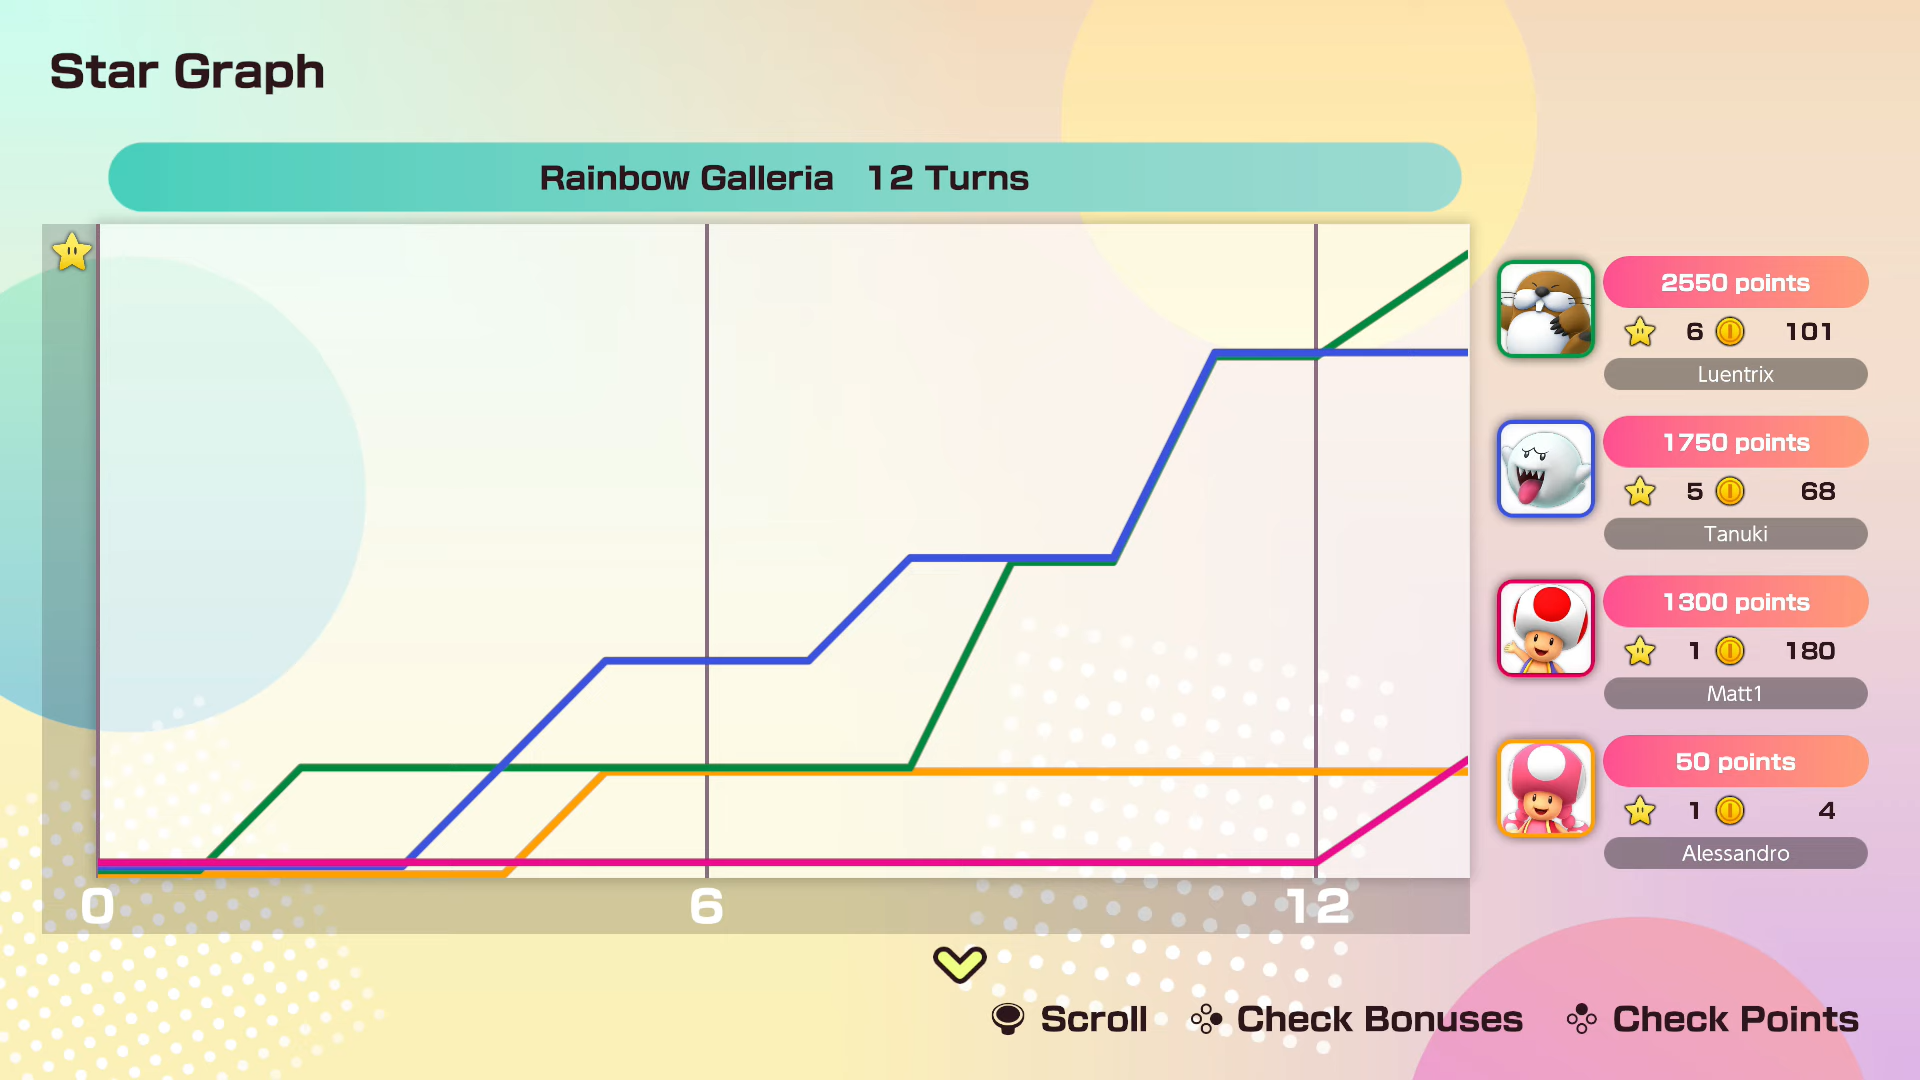 Star Graph
Rainbow Galleria 12 Turns
2550 points
6 101
Luentrix
1750 points
5 68
Tanuki
1300 points
1 180
Matt1
50 points
1 4
Alessandro
0 6 12
Scroll Check Bonuses Check Points